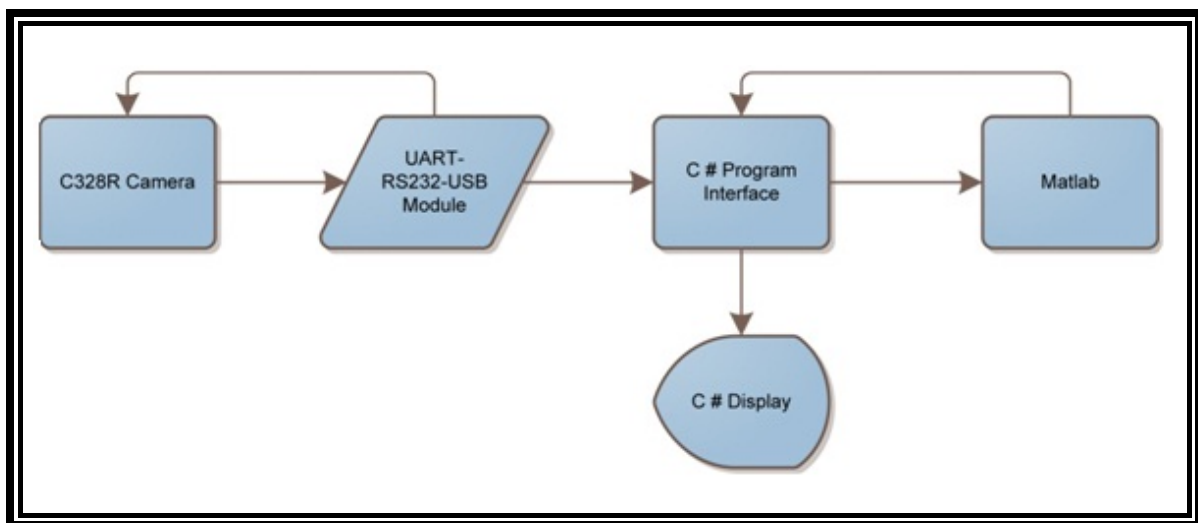 C328R Camera
UART-
RS232-USB
Module
C # Program
Interface
Matlab
C # Display